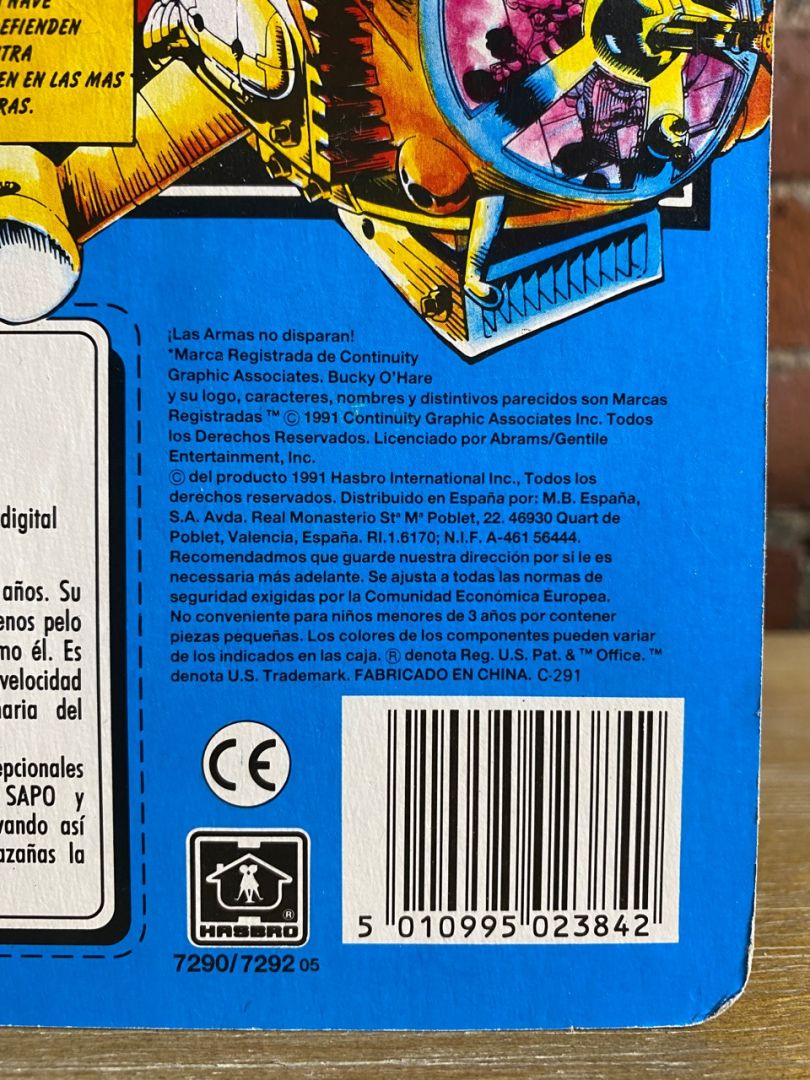 NAVE
EFIENDEN
TRA
EN EN LAS MAS
RAS.
¡Las Armas no disparan!
*Marca Registrada de Continuity
Graphic Associates. Bucky O'Hare
y su logo, caracteres, nombres y distintivos parecidos son Marcas
Registradas ™ © 1991 Continuity Graphic Associates Inc. Todos
los Derechos Reservados. Licenciado por Abrams/Gentile
Entertainment, Inc.
© del producto 1991 Hasbro International Inc., Todos los
derechos reservados. Distribuido en España por: M.B. España,
S.A. Avda. Real Monasterio Stª Mª Poblet, 22. 46930 Quart de
Poblet, Valencia, España. RI.1.6170; N.I.F. A-461 56444.
Recomendadmos que guarde nuestra dirección por si le es
necessaria más adelante. Se ajusta a todas las normas de
seguridad exigidas por la Comunidad Económica Europea.
No conveniente para niños menores de 3 años por contener
piezas pequeñas. Los colores de los componentes pueden variar
de los indicados en las caja. ® denota Reg. U.S. Pat. & ™ Office. ™
denota U.S. Trademark. FABRICADO EN CHINA. C-291
digital
años. Su
enos pelo
mo él. Es
velocidad
naria del
epcionales
SAPO y
vando así
azañas la
CE
HASBRO ®
7290/7292 05
5 010995 023842